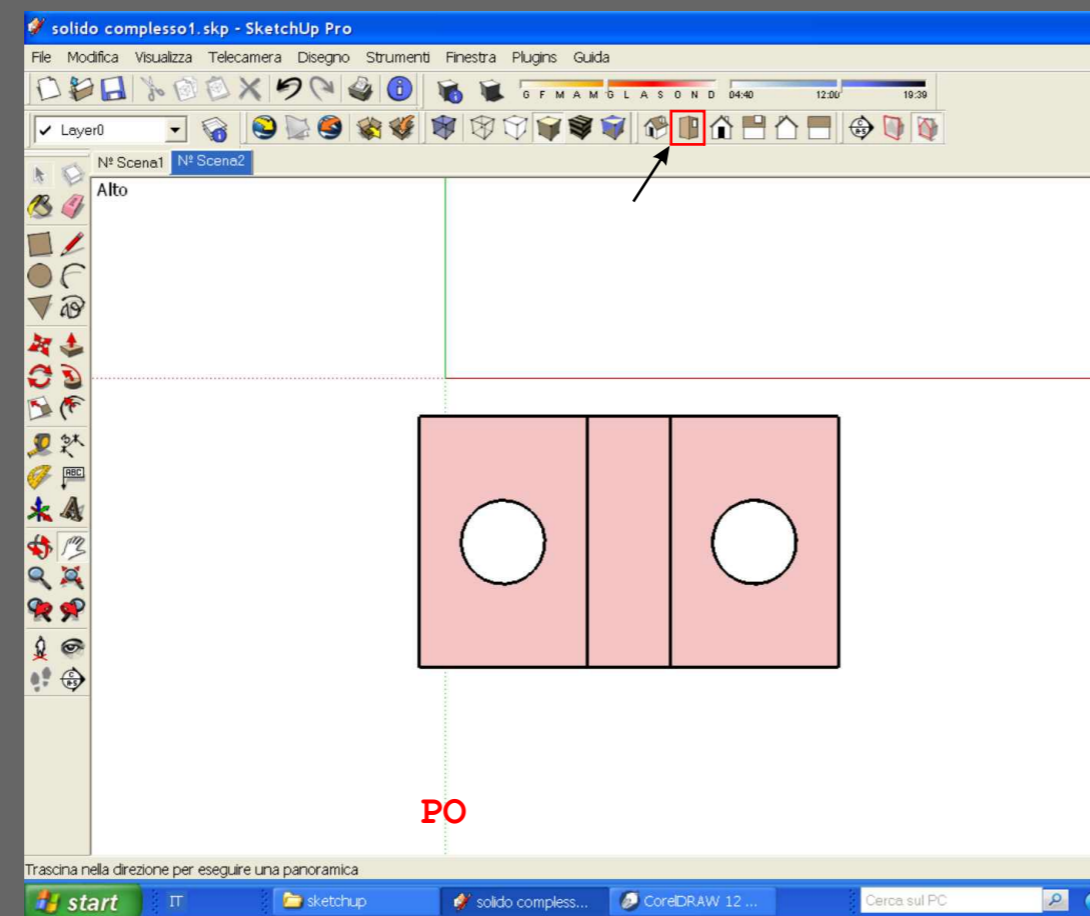 solido complesso1.skp - SketchUp Pro
File Modifica Visualizza Telecamera Disegno Strumenti Finestra Plugins Guida
G F M A M G L A S O N D 04:40 12:00 19:39
Layer0
Nº Scena1 Nº Scena2
Alto
ABC
PO
Trascina nella direzione per eseguire una panoramica
start IT sketchup solido compless... CorelDRAW 12 ... Cerca sul PC